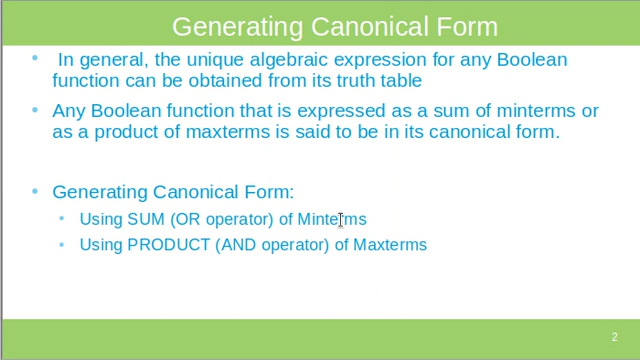 Generating Canonical Form
• In general, the unique algebraic expression for any Boolean
function can be obtained from its truth table
• Any Boolean function that is expressed as a sum of minterms or
as a product of maxterms is said to be in its canonical form.
• Generating Canonical Form:
• Using SUM (OR operator) of Minterms
• Using PRODUCT (AND operator) of Maxterms
2